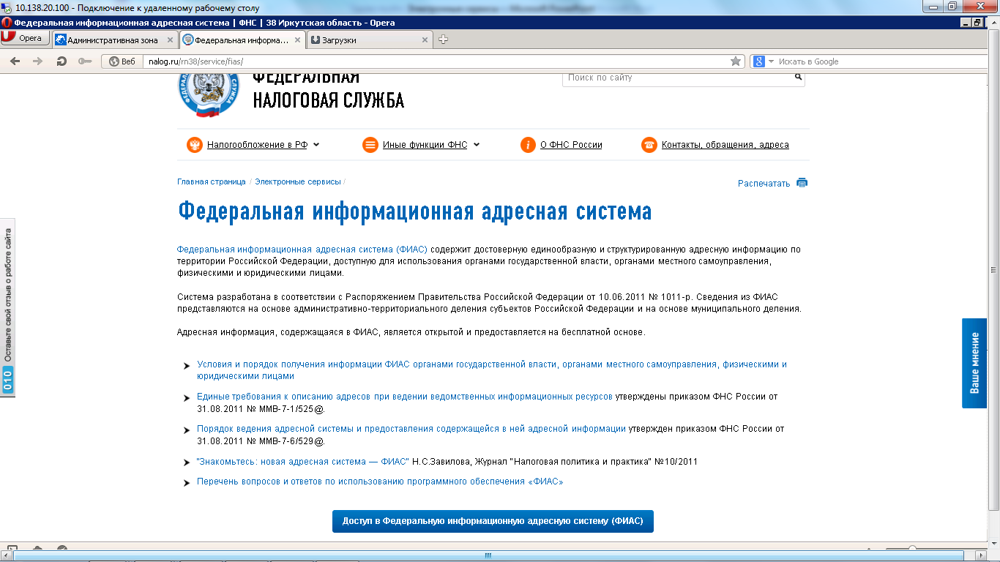 10.138.20.100 - Подключение к удаленному рабочему столу
Федеральная информационная адресная система | ФНС | 38 Иркутская область - Opera
Opera
Административная зона
Федеральная информа...
Загрузки
Веб
nalog.ru/rn38/service/fias/
Искать в Google
ФЕДЕРАЛЬНАЯ
НАЛОГОВАЯ СЛУЖБА
Поиск по сайту
Налогообложение в РФ
Иные функции ФНС
О ФНС России
Контакты, обращения, адреса
Главная страница / Электронные сервисы /
Распечатать
Федеральная информационная адресная система
Федеральная информационная адресная система (ФИАС) содержит достоверную единообразную и структурированную адресную информацию по
территории Российской Федерации, доступную для использования органами государственной власти, органами местного самоуправления,
физическими и юридическими лицами.
Система разработана в соответствии с Распоряжением Правительства Российской Федерации от 10.06.2011 № 1011-р. Сведения из ФИАС
представляются на основе административно-территориального деления субъектов Российской Федерации и на основе муниципального деления.
Адресная информация, содержащаяся в ФИАС, является открытой и предоставляется на бесплатной основе.
Условия и порядок получения информации ФИАС органами государственной власти, органами местного самоуправления, физическими и
юридическими лицами
Единые требования к описанию адресов при ведении ведомственных информационных ресурсов утверждены приказом ФНС России от
31.08.2011 № ММВ-7-1/525@.
Порядок ведения адресной системы и предоставления содержащейся в ней адресной информации утвержден приказом ФНС России от
31.08.2011 № ММВ-7-6/529@.
"Знакомьтесь: новая адресная система — ФИАС" Н.С.Завилова, Журнал "Налоговая политика и практика" №10/2011
Перечень вопросов и ответов по использованию программного обеспечения «ФИАС»
Доступ в Федеральную информационную адресную систему (ФИАС)
Оставьте свой отзыв о работе сайта
010
Ваше мнение